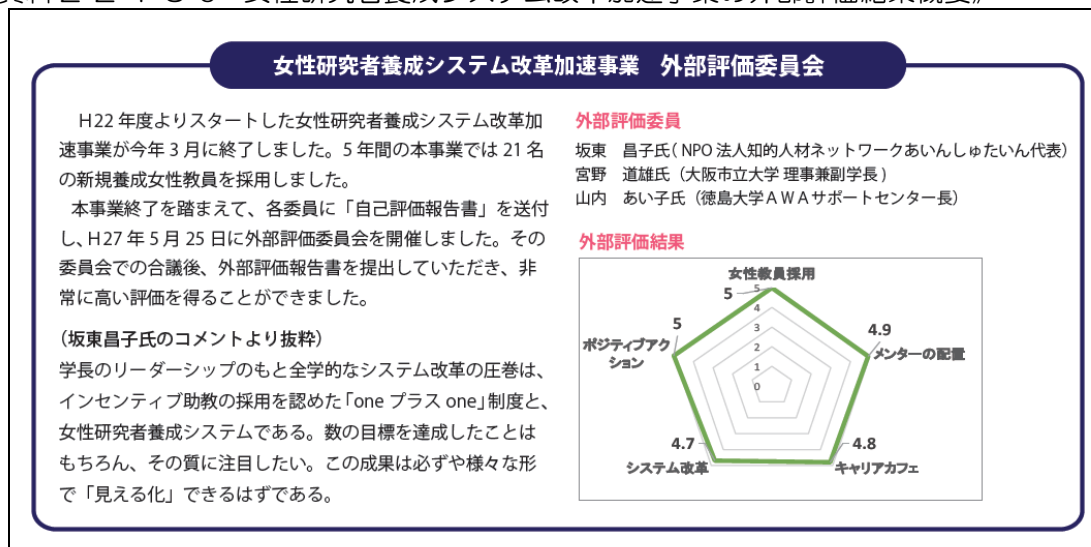 女性研究者養成システム改革加速事業　外部評価委員会
H22 年度よりスタートした女性研究者養成システム改革加
速事業が今年 3 月に終了しました。5 年間の本事業では 21 名
の新規養成女性教員を採用しました。
本事業終了を踏まえて、各委員に「自己評価報告書」を送付
し、H27 年 5 月 25 日に外部評価委員会を開催しました。その
委員会での合議後、外部評価報告書を提出していただき、非
常に高い評価を得ることができました。
（坂東昌子氏のコメントより抜粋）
学長のリーダーシップのもと全学的なシステム改革の圧巻は、
インセンティブ助教の採用を認めた「one プラス one」制度と、
女性研究者養成システムである。数の目標を達成したことは
もちろん、その質に注目したい。この成果は必ずや様々な形
で「見える化」できるはずである。
外部評価委員
坂東　昌子氏( NPO 法人知的人材ネットワークあいんしゅたいん代表）
宮野　道雄氏（大阪市立大学 理事兼副学長 )
山内　あい子氏（徳島大学ＡＷＡサポートセンター長）
外部評価結果
女性教員採用
5
5
4
3
2
1
0
4.9
メンターの配置
4.8
キャリアカフェ
4.7
システム改革
5
ポジティブアク
ション